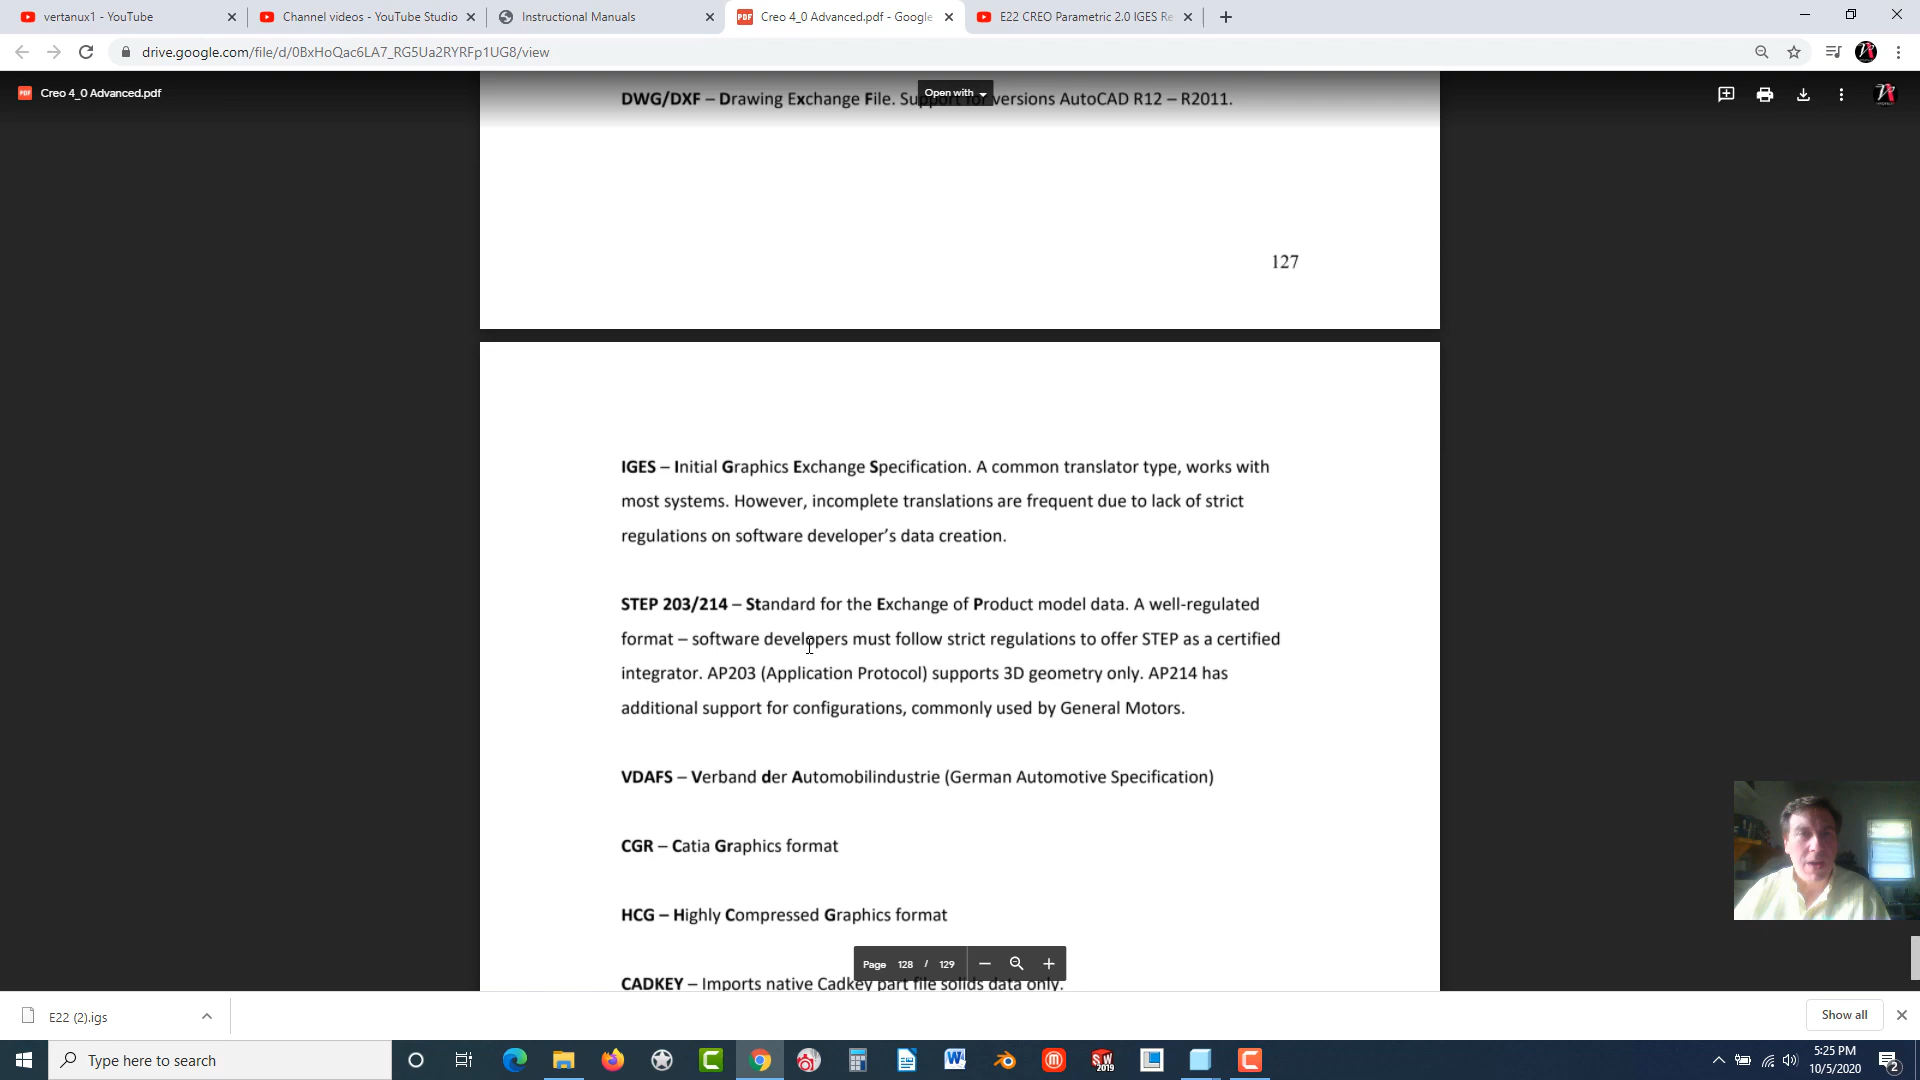 vertanux1 - YouTube
Channel videos - YouTube Studio
Instructional Manuals
PDF
Creo 4_0 Advanced.pdf - Google
E22 CREO Parametric 2.0 IGES Re
drive.google.com/file/d/0BxHoQac6LA7_RG5Ua2RYRFp1UG8/view
PDF
Creo 4_0 Advanced.pdf
Open with
DWG/DXF – Drawing Exchange File. Support for versions AutoCAD R12 – R2011.
127
IGES – Initial Graphics Exchange Specification. A common translator type, works with
most systems. However, incomplete translations are frequent due to lack of strict
regulations on software developer’s data creation.
STEP 203/214 – Standard for the Exchange of Product model data. A well-regulated
format – software developers must follow strict regulations to offer STEP as a certified
integrator. AP203 (Application Protocol) supports 3D geometry only. AP214 has
additional support for configurations, commonly used by General Motors.
VDAFS – Verband der Automobilindustrie (German Automotive Specification)
CGR – Catia Graphics format
HCG – Highly Compressed Graphics format
Page 128 / 129
CADKEY – Imports native Cadkey part file solids data only.
E22 (2).igs
Show all
Type here to search
SW
2019
5:25 PM
10/5/2020
2